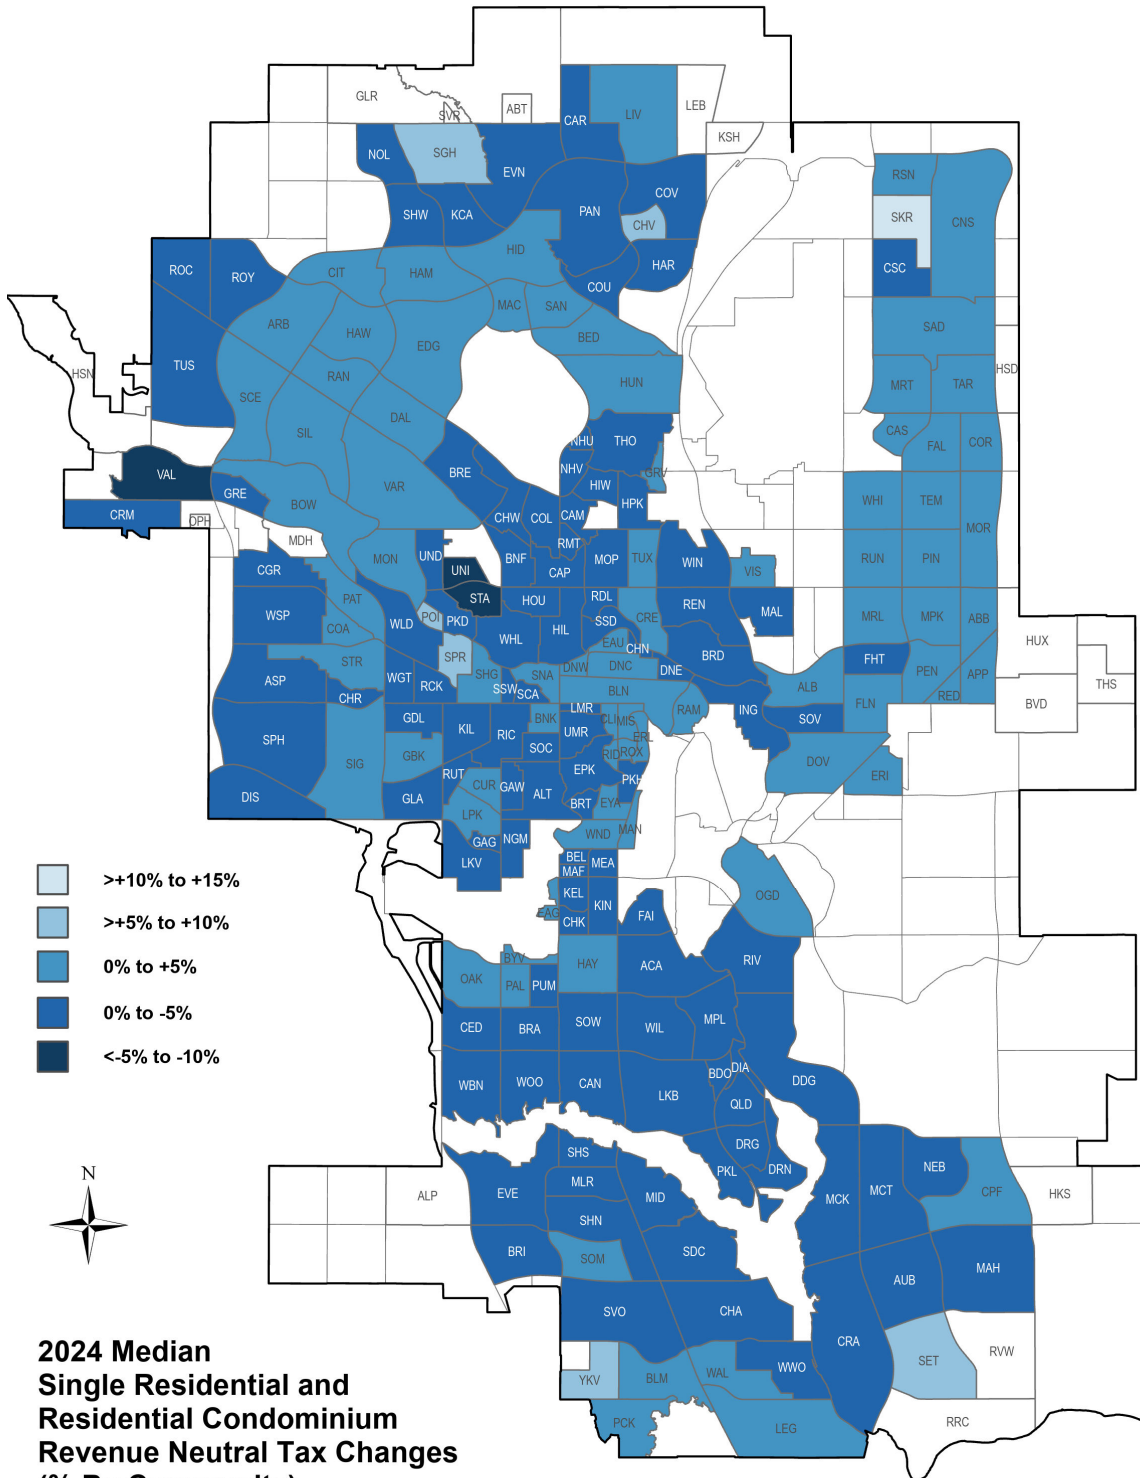 GLR
SVR
ABT
CAR
LIV
LEB
KSH
NOL
SGH
EVN
RSN
SHW
KCA
PAN
COV
CHV
SKR
CNS
HID
ROC
ROY
CIT
HAM
COU
HAR
CSC
MAC
SAN
ARB
HAW
EDG
BED
SAD
TUS
HSN
RAN
HUN
MRT
TAR
HSD
SCE
DAL
SIL
NHU
THO
CAS
FAL
COR
VAL
BRE
NHV
GRV
GRE
VAR
HIW
HPK
WHI
TEM
MOR
BOW
CRM
OPH
CHW
COL
CAM
MDH
RMT
UND
BNF
MOP
TUX
WIN
VIS
RUN
PIN
MON
CGR
UNI
CAP
PAT
STA
HOU
RDL
REN
MAL
MRL
MPK
ABB
WSP
POI
PKD
SSD
CRE
COA
WLD
WHL
HIL
EAU
CHN
HUX
STR
SPR
DNW
DNC
DNE
BRD
FHT
PEN
APP
ASP
WGT
RCK
SHG
SNA
SSW
SCA
BLN
ALB
RED
THS
CHR
LMR
RAM
ING
FLN
BVD
GDL
KIL
RIC
BNK
CLI
MIS
SOV
SPH
UMR
ERL
GBK
SOC
RID
ROX
DOV
SIG
RUT
CUR
EPK
PKH
ERI
DIS
GLA
GAW
ALT
BRT
EYA
LPK
GAG
NGM
WND
MAN
LKV
BEL
MEA
MAF
>+10% to +15%
KEL
KIN
OGD
>+5% to +10%
EAG
CHK
FAI
0% to +5%
BYV
HAY
ACA
RIV
OAK
PAL
PUM
0% to -5%
CED
BRA
SOW
WIL
MPL
<-5% to -10%
WBN
WOO
CAN
LKB
BDO
DIA
DDG
QLD
DRG
SHS
PKL
DRN
NEB
N
MLR
MID
MCK
MCT
CPF
HKS
ALP
EVE
SHN
BRI
SOM
SDC
MAH
AUB
SVO
CHA
CRA
2024 Median
Single Residential and
Residential Condominium
Revenue Neutral Tax Changes
YKV
BLM
WAL
WWO
SET
RVW
PCK
LEG
RRC